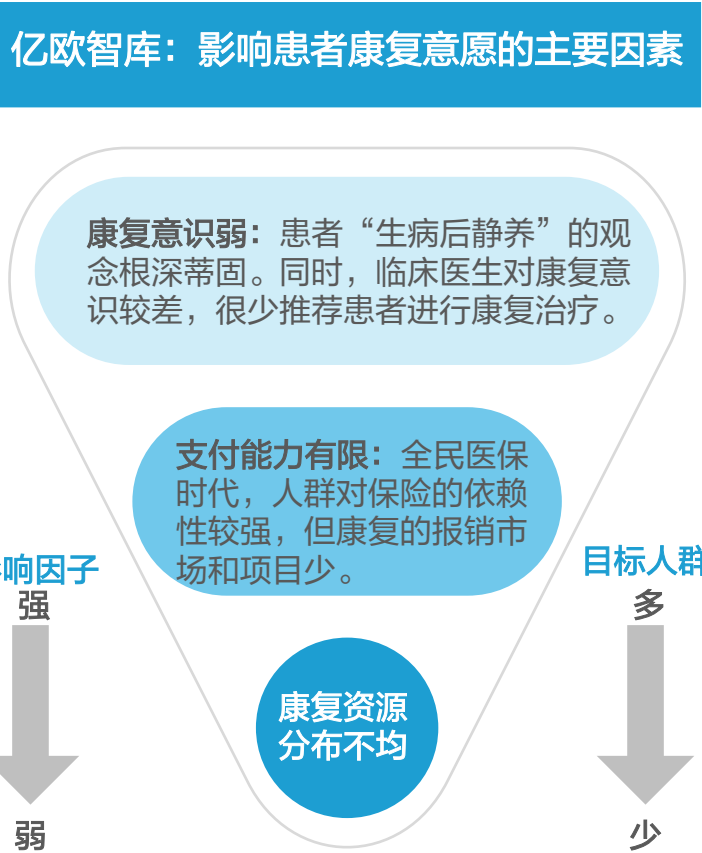 亿欧智库：影响患者康复意愿的主要因素
康复意识弱：患者“生病后静养”的观
念根深蒂固。同时，临床医生对康复意
识较差，很少推荐患者进行康复治疗。
支付能力有限：全民医保
时代，人群对保险的依赖
性较强，但康复的报销市
场和项目少。
影响因子
强
弱
目标人群
多
少
康复资源
分布不均